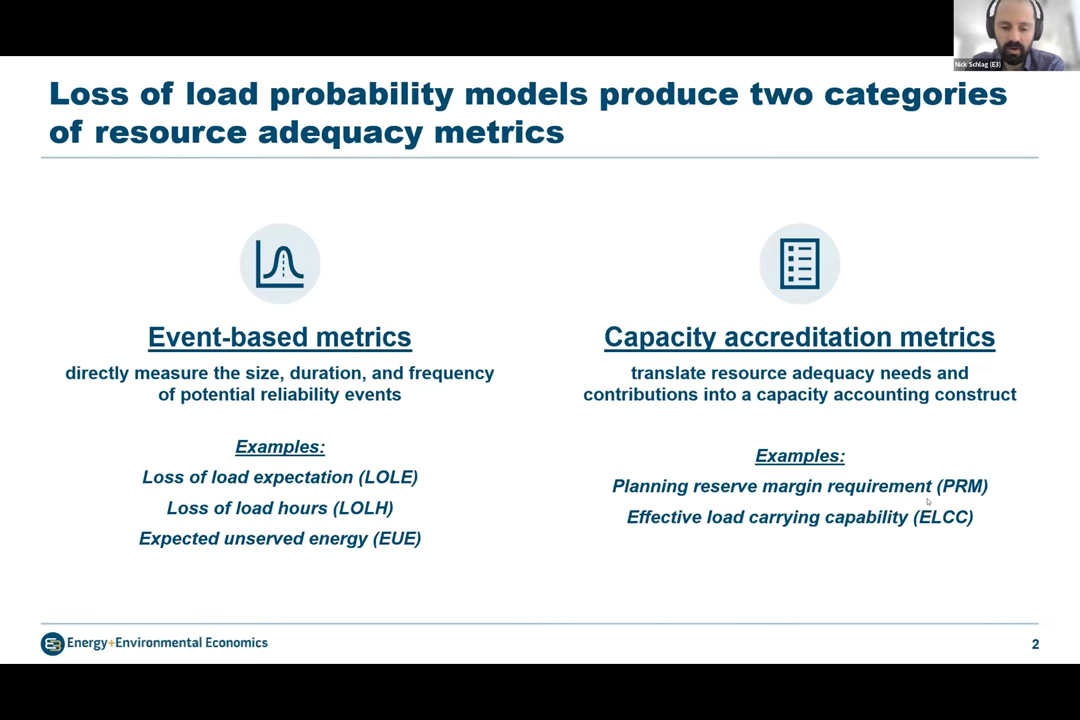 Nick Schlag (E3)
Loss of load probability models produce two categories
of resource adequacy metrics
Event-based metrics
directly measure the size, duration, and frequency
of potential reliability events
Examples:
Loss of load expectation (LOLE)
Loss of load hours (LOLH)
Expected unserved energy (EUE)
Capacity accreditation metrics
translate resource adequacy needs and
contributions into a capacity accounting construct
Examples:
Planning reserve margin requirement (PRM)
Effective load carrying capability (ELCC)
Energy+Environmental Economics
2